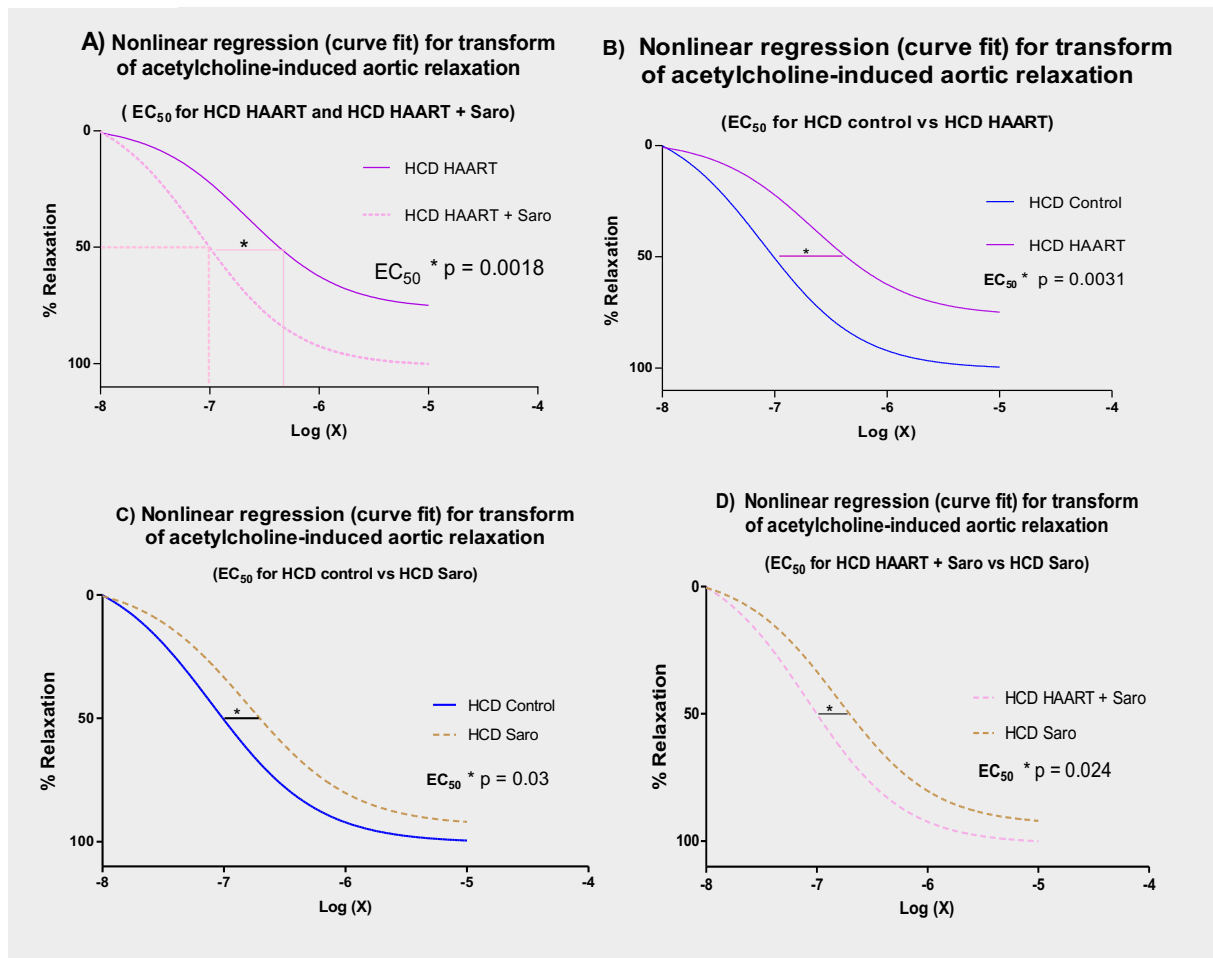 A) Nonlinear regression (curve fit) for transform
of acetylcholine-induced aortic relaxation
( EC50 for HCD HAART and HCD HAART + Saro)
0
50
100
% Relaxation
HCD HAART
HCD HAART + Saro
*
EC50 * p = 0.0018
-8
-7
-6
-5
-4
Log (X)
B) Nonlinear regression (curve fit) for transform
of acetylcholine-induced aortic relaxation
(EC50 for HCD control vs HCD HAART)
0
50
100
% Relaxation
HCD Control
HCD HAART
*
EC50 * p = 0.0031
-8
-7
-6
-5
-4
Log (X)
C) Nonlinear regression (curve fit) for transform
of acetylcholine-induced aortic relaxation
(EC50 for HCD control vs HCD Saro)
0
50
100
% Relaxation
HCD Control
HCD Saro
*
EC50 * p = 0.03
-8
-7
-6
-5
-4
Log (X)
D) Nonlinear regression (curve fit) for transform
of acetylcholine-induced aortic relaxation
(EC50 for HCD HAART + Saro vs HCD Saro)
0
50
100
% Relaxation
HCD HAART + Saro
HCD Saro
*
EC50 * p = 0.024
-8
-7
-6
-5
-4
Log (X)